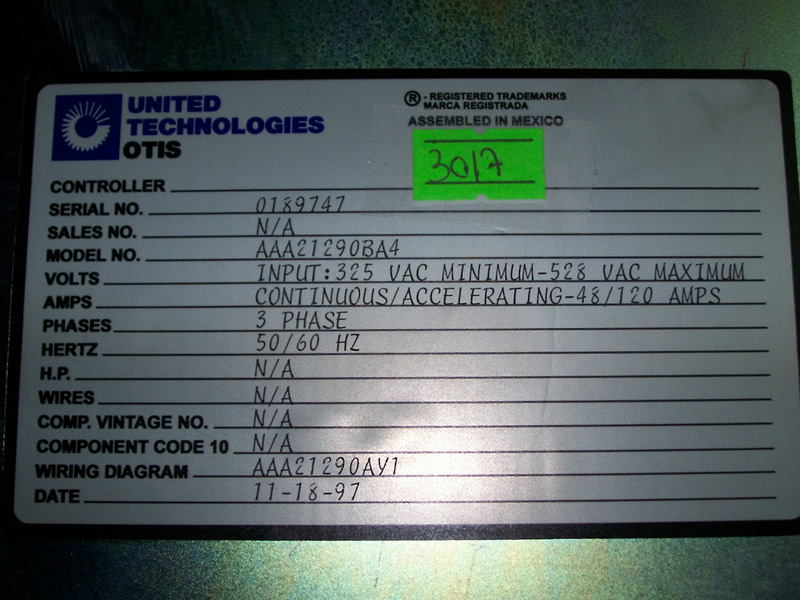 UNITED
TECHNOLOGIES
OTIS
® - REGISTERED TRADEMARKS
MARCA REGISTRADA
ASSEMBLED IN MEXICO
3017
CONTROLLER
SERIAL NO. 0189747
SALES NO. N/A
MODEL NO. AAA21290BA4
VOLTS INPUT:325 VAC MINIMUM-528 VAC MAXIMUM
AMPS CONTINUOUS/ACCELERATING-48/120 AMPS
PHASES 3 PHASE
HERTZ 50/60 HZ
H.P. N/A
WIRES N/A
COMP. VINTAGE NO. N/A
COMPONENT CODE 10 N/A
WIRING DIAGRAM AAA21290AY1
DATE 11-18-97